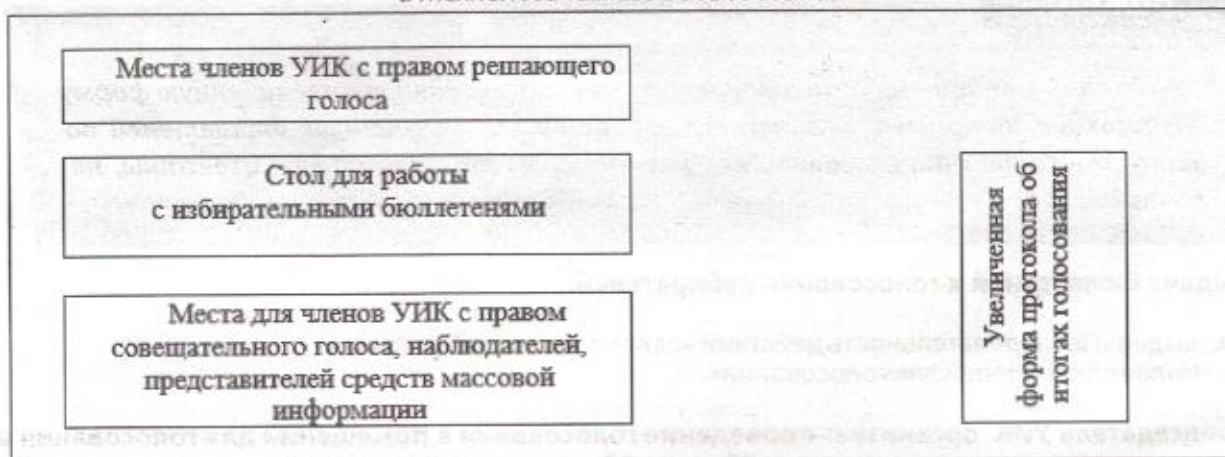 Места членов УИК с правом решающего
голоса
Стол для работы
с избирательными бюллетенями
Места для членов УИК с правом
совещательного голоса, наблюдателей,
представителей средств массовой
информации
Увеличенная
форма протокола об
итогах голосования